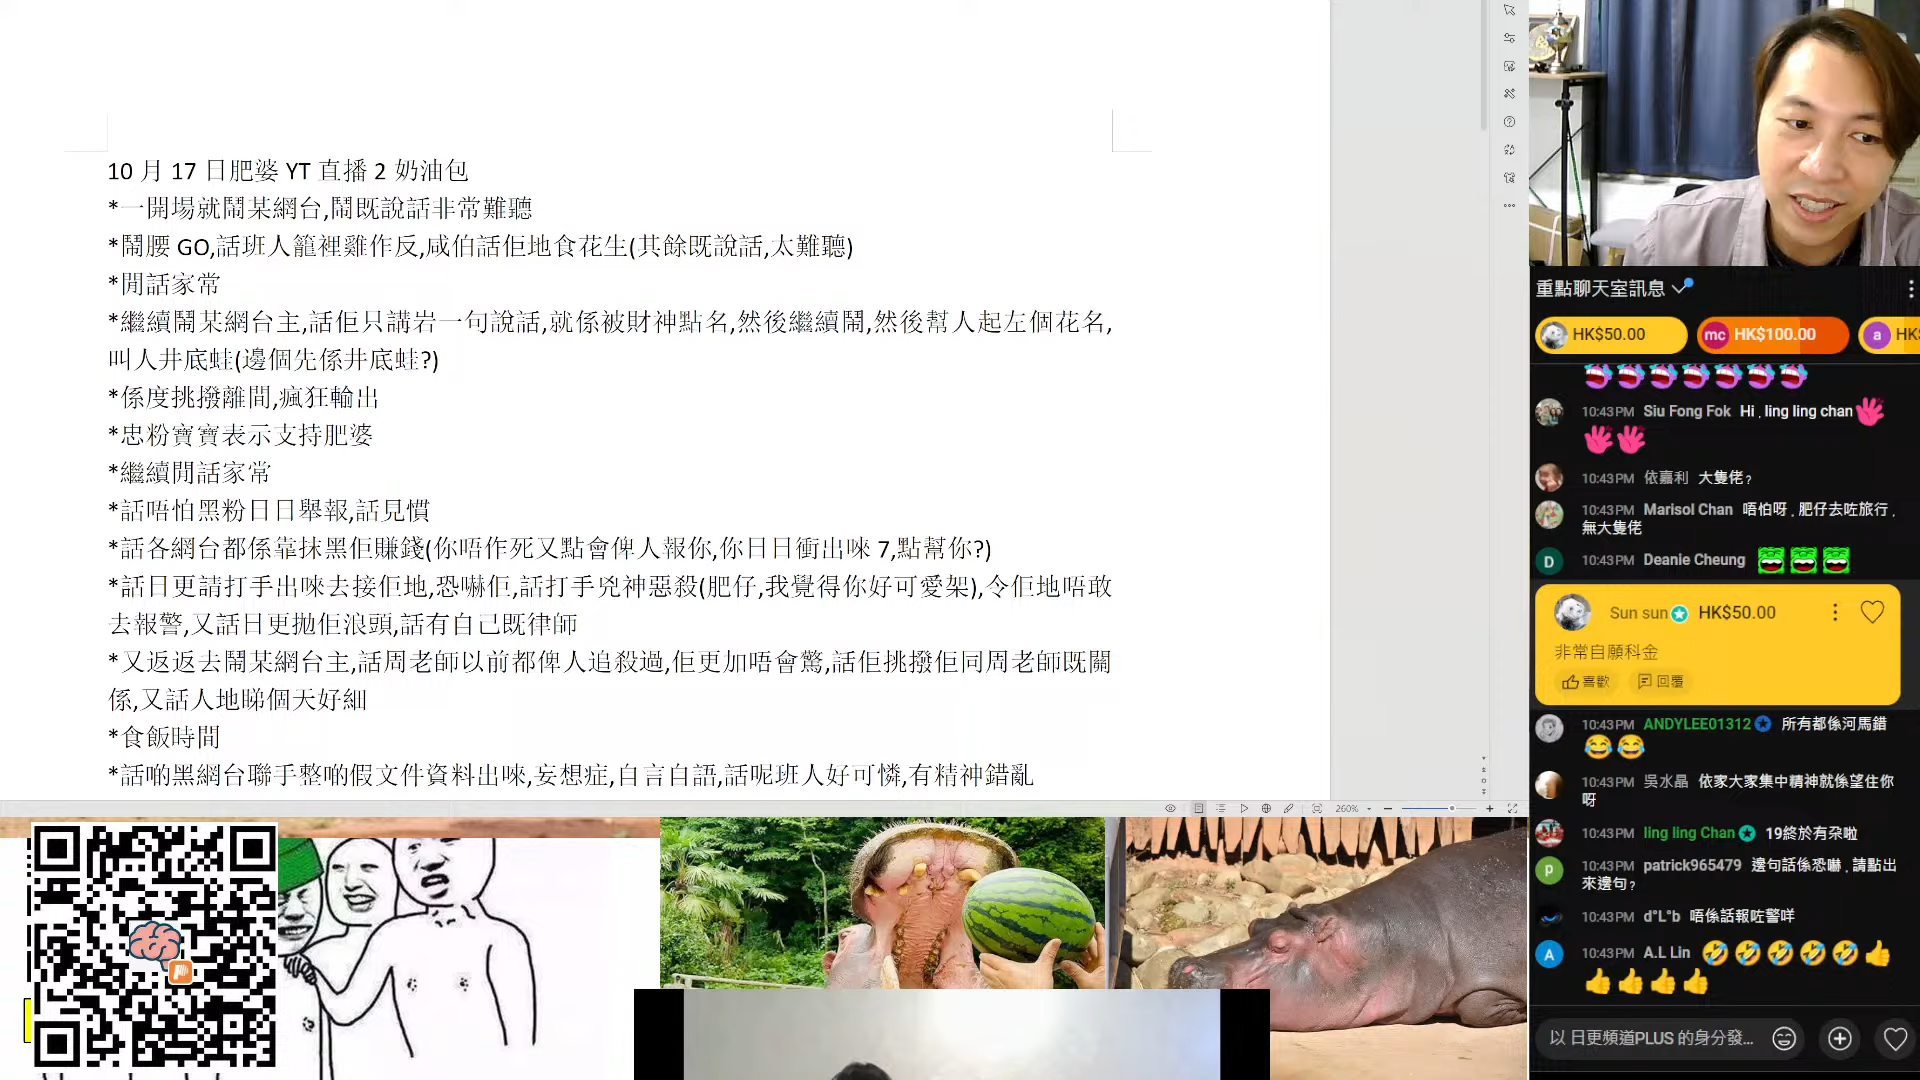 10 月 17 日肥婆 YT 直播 2 奶油包
*一開場就鬧某網台,鬧既說話非常難聽
*鬧腰 GO,話班人籠裡雞作反,咸伯話佢地食花生(其餘既說話,太難聽)
*閒話家常
*繼續鬧某網台主,話佢只講岩一句說話,就係被財神點名,然後繼續鬧,然後幫人起左個花名,
叫人井底蛙(邊個先係井底蛙?)
*係度挑撥離間,瘋狂輸出
*忠粉寶寶表示支持肥婆
*繼續閒話家常
*話唔怕黑粉日日舉報,話見慣
*話各網台都係靠抹黑佢賺錢(你唔作死又點會俾人報你,你日日衝出嚟 7,點幫你?)
*話日更請打手出嚟去接佢地,恐嚇佢,話打手兇神惡殺(肥仔,我覺得你好可愛架),令佢地唔敢
去報警,又話日更拋佢浪頭,話有自己既律師
*又返返去鬧某網台主,話周老師以前都俾人追殺過,佢更加唔會驚,話佢挑撥佢同周老師既關
係,又話人地睇個天好細
*食飯時間
*話啲黑網台聯手整啲假文件資料出嚟,妄想症,自言自語,話呢班人好可憐,有精神錯亂
260%
重點聊天室訊息
HK$50.00
mc HK$100.00
a HK$
10:43PM Siu Fong Fok Hi , ling ling chan
10:43PM 依嘉利 大隻佬?
10:43PM Marisol Chan 唔怕呀 , 肥仔去咗旅行 ,
無大隻佬
D 10:43PM Deanie Cheung
Sun sun HK$50.00
非常自願科金
喜歡 回覆
10:43PM ANDYLEE01312 所有都係河馬錯
10:43PM 吳水晶 依家大家集中精神就係望住你
呀
10:43PM ling ling Chan 19終於有朶啦
p 10:43PM patrick965479 邊句話係恐嚇 , 請點出
來邊句?
10:43PM d°L°b 唔係話報咗警咩
A 10:43PM A.L Lin
以 日更頻道PLUS 的身分發...